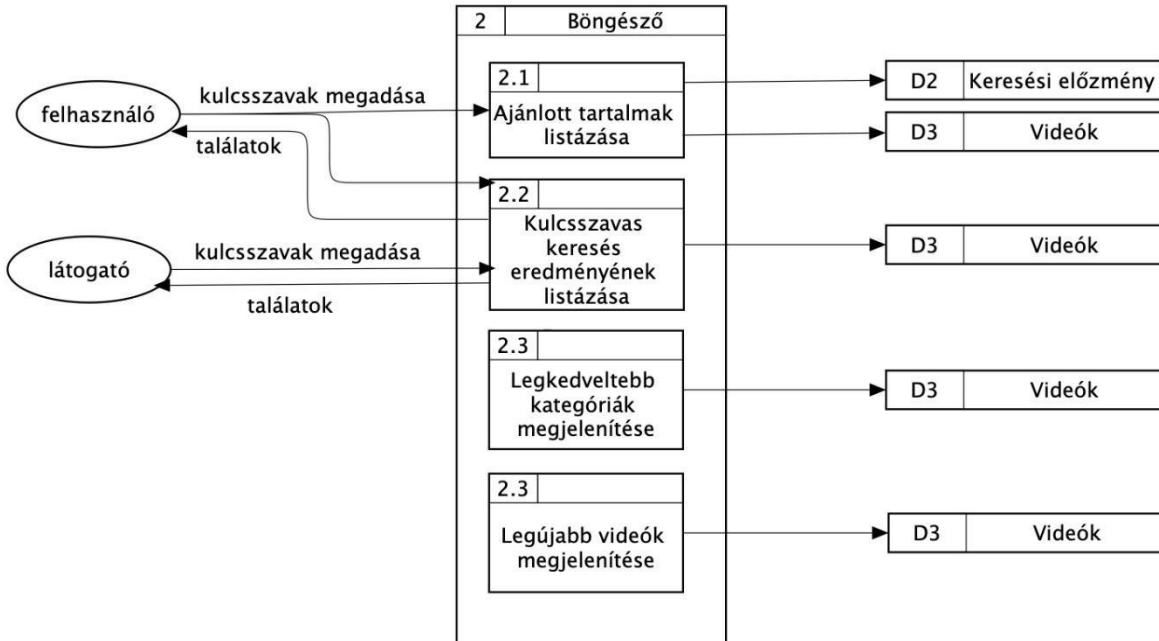 2 Böngésző
2.1
Ajánlott tartalmak
listázása
D2 Keresési előzmény
D3 Videók
felhasználó
kulcsszavak megadása
találatok
2.2
Kulcsszavas
keresés
eredményének
listázása
D3 Videók
látogató
kulcsszavak megadása
találatok
2.3
Legkedveltebb
kategóriák
megjelenítése
D3 Videók
2.3
Legújabb videók
megjelenítése
D3 Videók